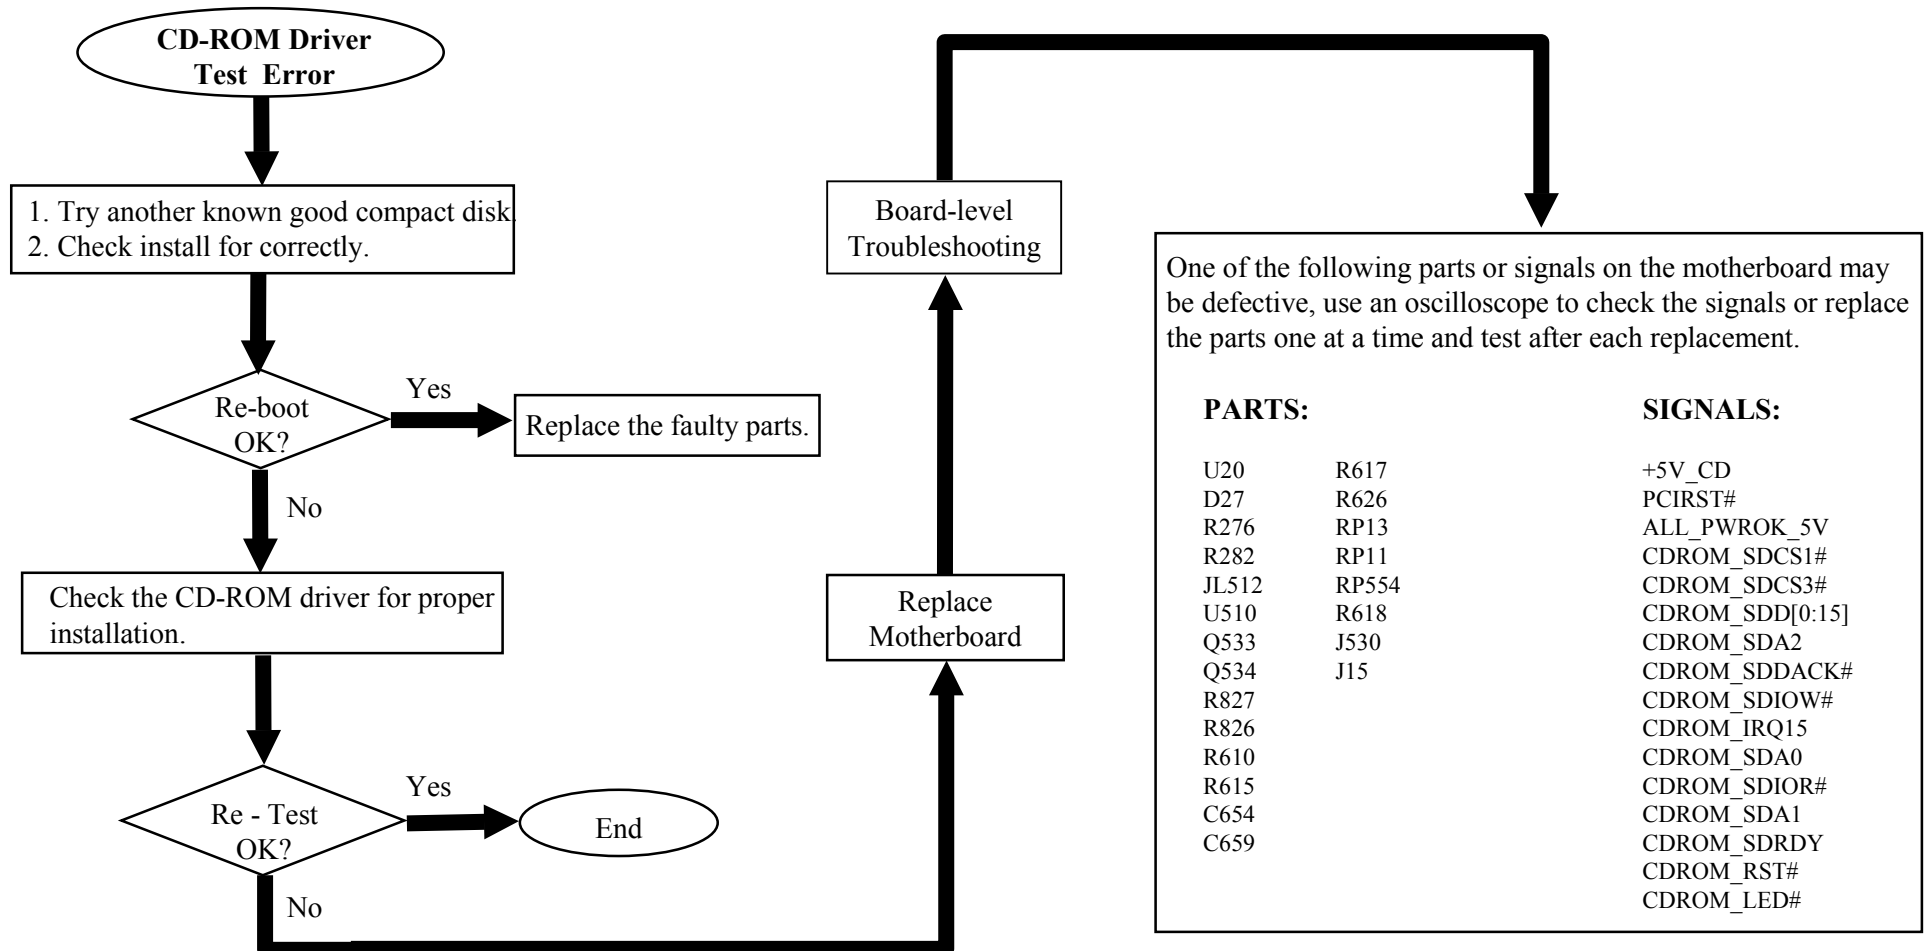 CD-ROM Driver
Test Error
1. Try another known good compact disk.
2. Check install for correctly.
Re-boot
OK?
Yes
Replace the faulty parts.
No
Check the CD-ROM driver for proper
installation.
Re - Test
OK?
Yes
End
No
Replace
Motherboard
Board-level
Troubleshooting
One of the following parts or signals on the motherboard may
be defective, use an oscilloscope to check the signals or replace
the parts one at a time and test after each replacement.
PARTS:
U20
D27
R276
R282
JL512
U510
Q533
Q534
R827
R826
R610
R615
C654
C659
R617
R626
RP13
RP11
RP554
R618
J530
J15
SIGNALS:
+5V_CD
PCIRST#
ALL_PWROK_5V
CDROM_SDCS1#
CDROM_SDCS3#
CDROM_SDD[0:15]
CDROM_SDA2
CDROM_SDDACK#
CDROM_SDIOW#
CDROM_IRQ15
CDROM_SDA0
CDROM_SDIOR#
CDROM_SDA1
CDROM_SDRDY
CDROM_RST#
CDROM_LED#